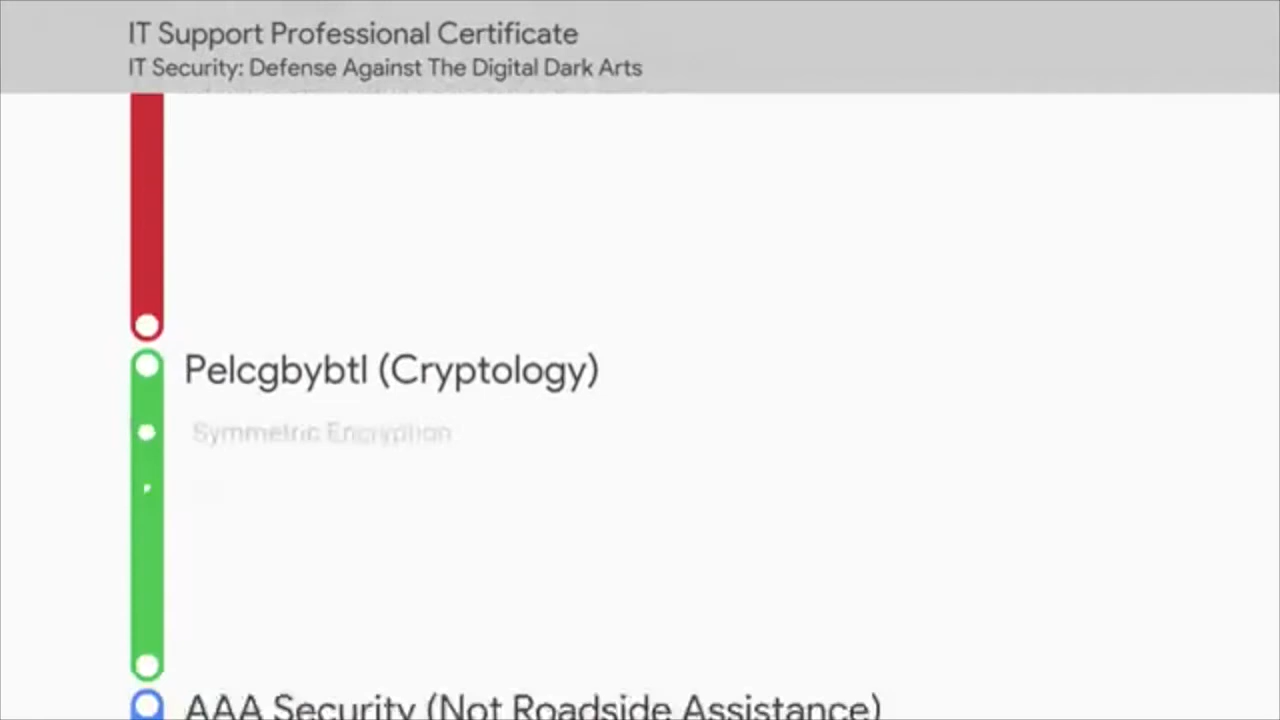 IT Support Professional Certificate
IT Security: Defense Against The Digital Dark Arts
Pelcgbybtl (Cryptology)
Symmetric Encryption
AAA Security (Not Roadside Assistance)